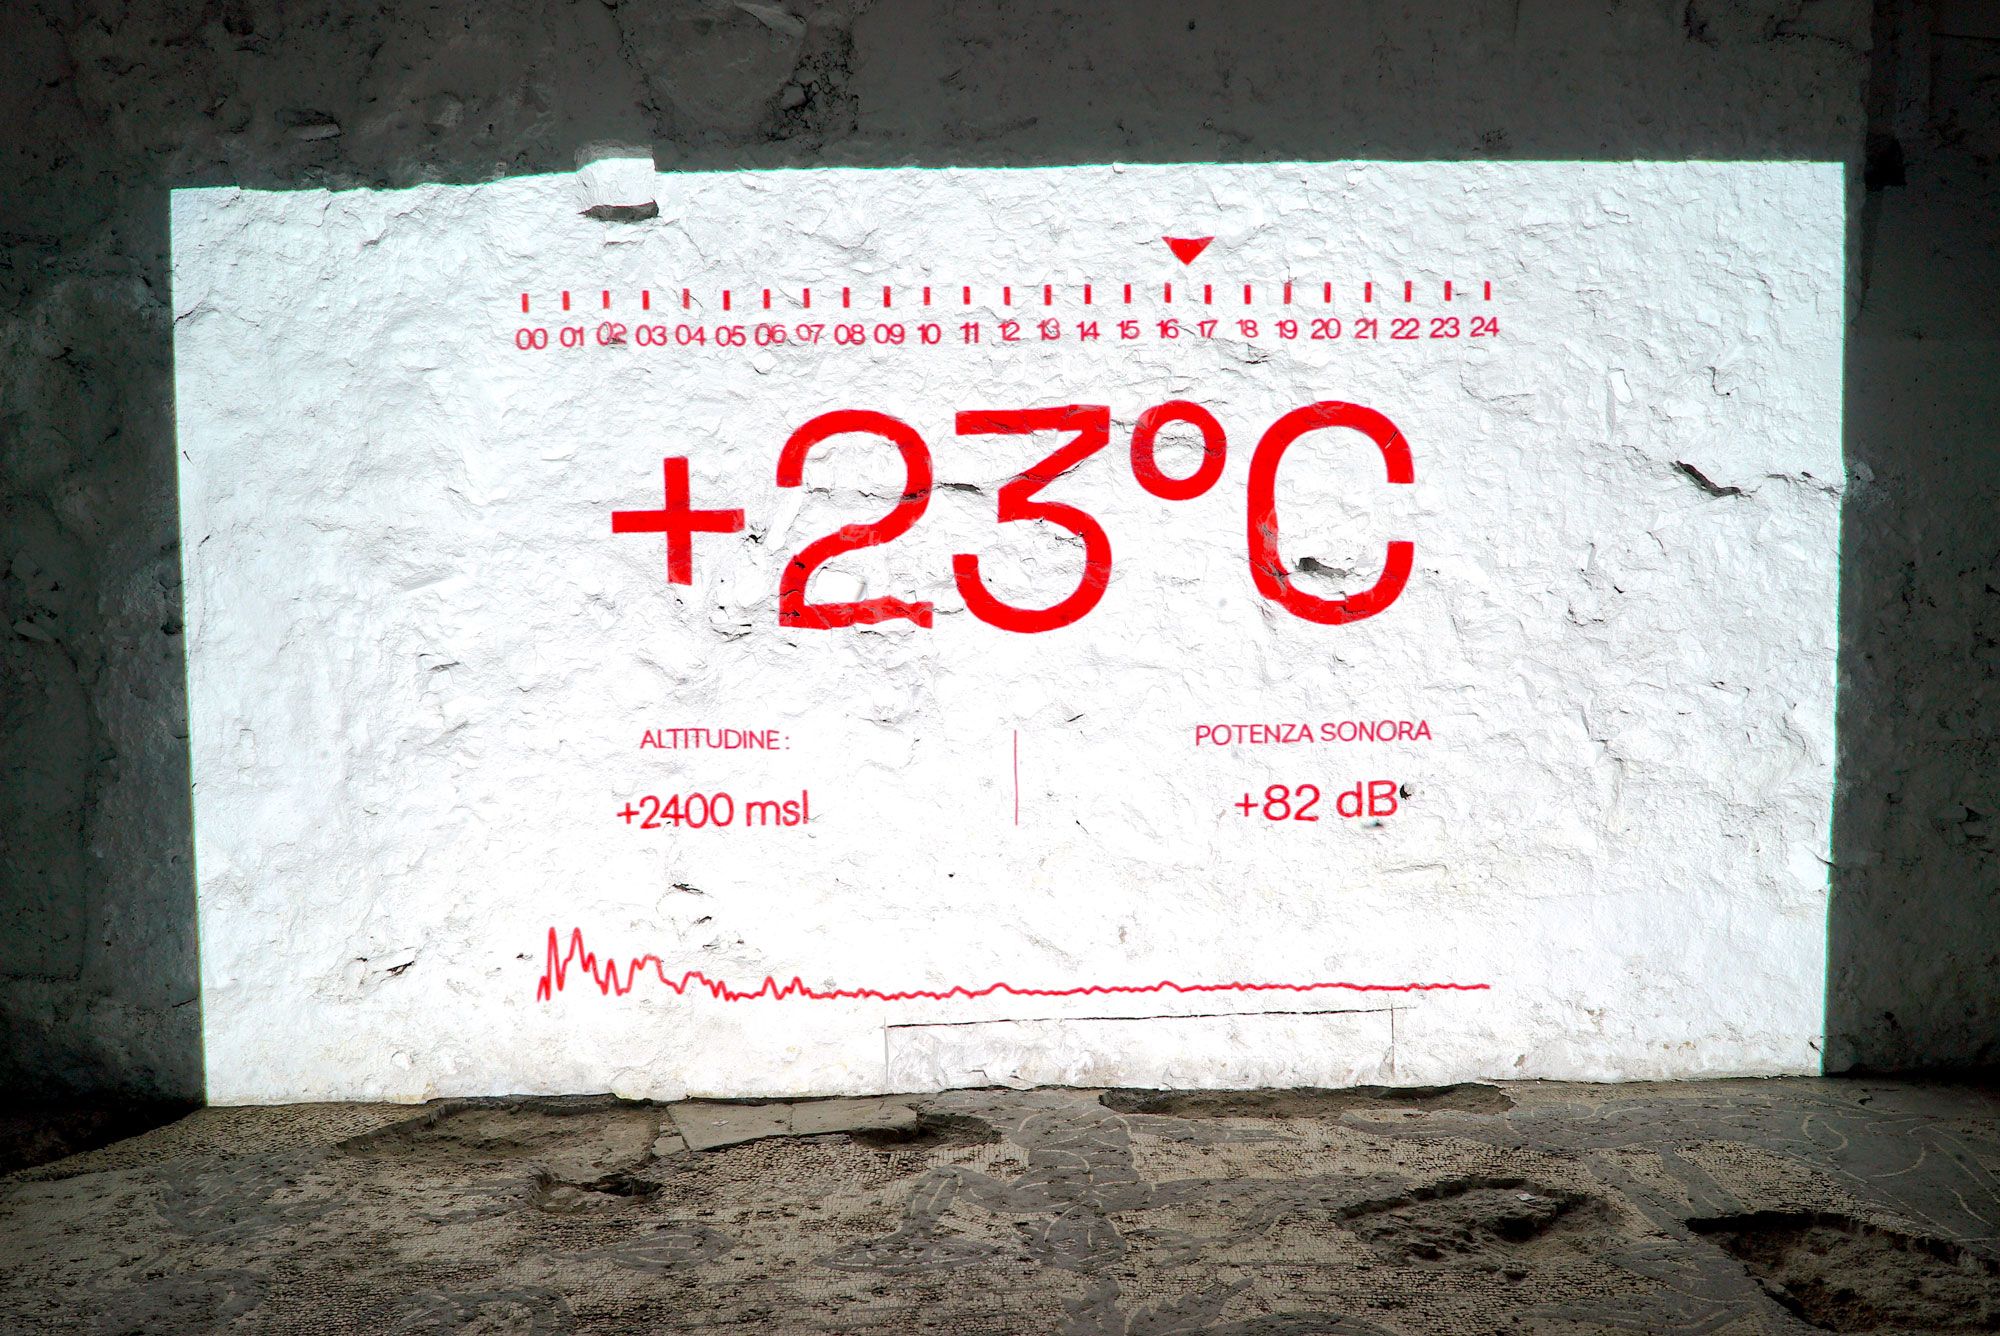 00 01 02 03 04 05 06 07 08 09 10 11 12 13 14 15 16 17 18 19 20 21 22 23 24
+23°C
ALTITUDINE: POTENZA SONORA
+2400 msl +82 dB